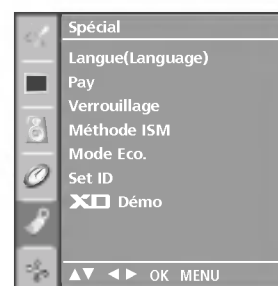 Spécial
Langue(Language)
Pay
Verrouillage
Méthode ISM
Mode Eco.
Set ID
XD Démo
▲▼ ◄► OK MENU